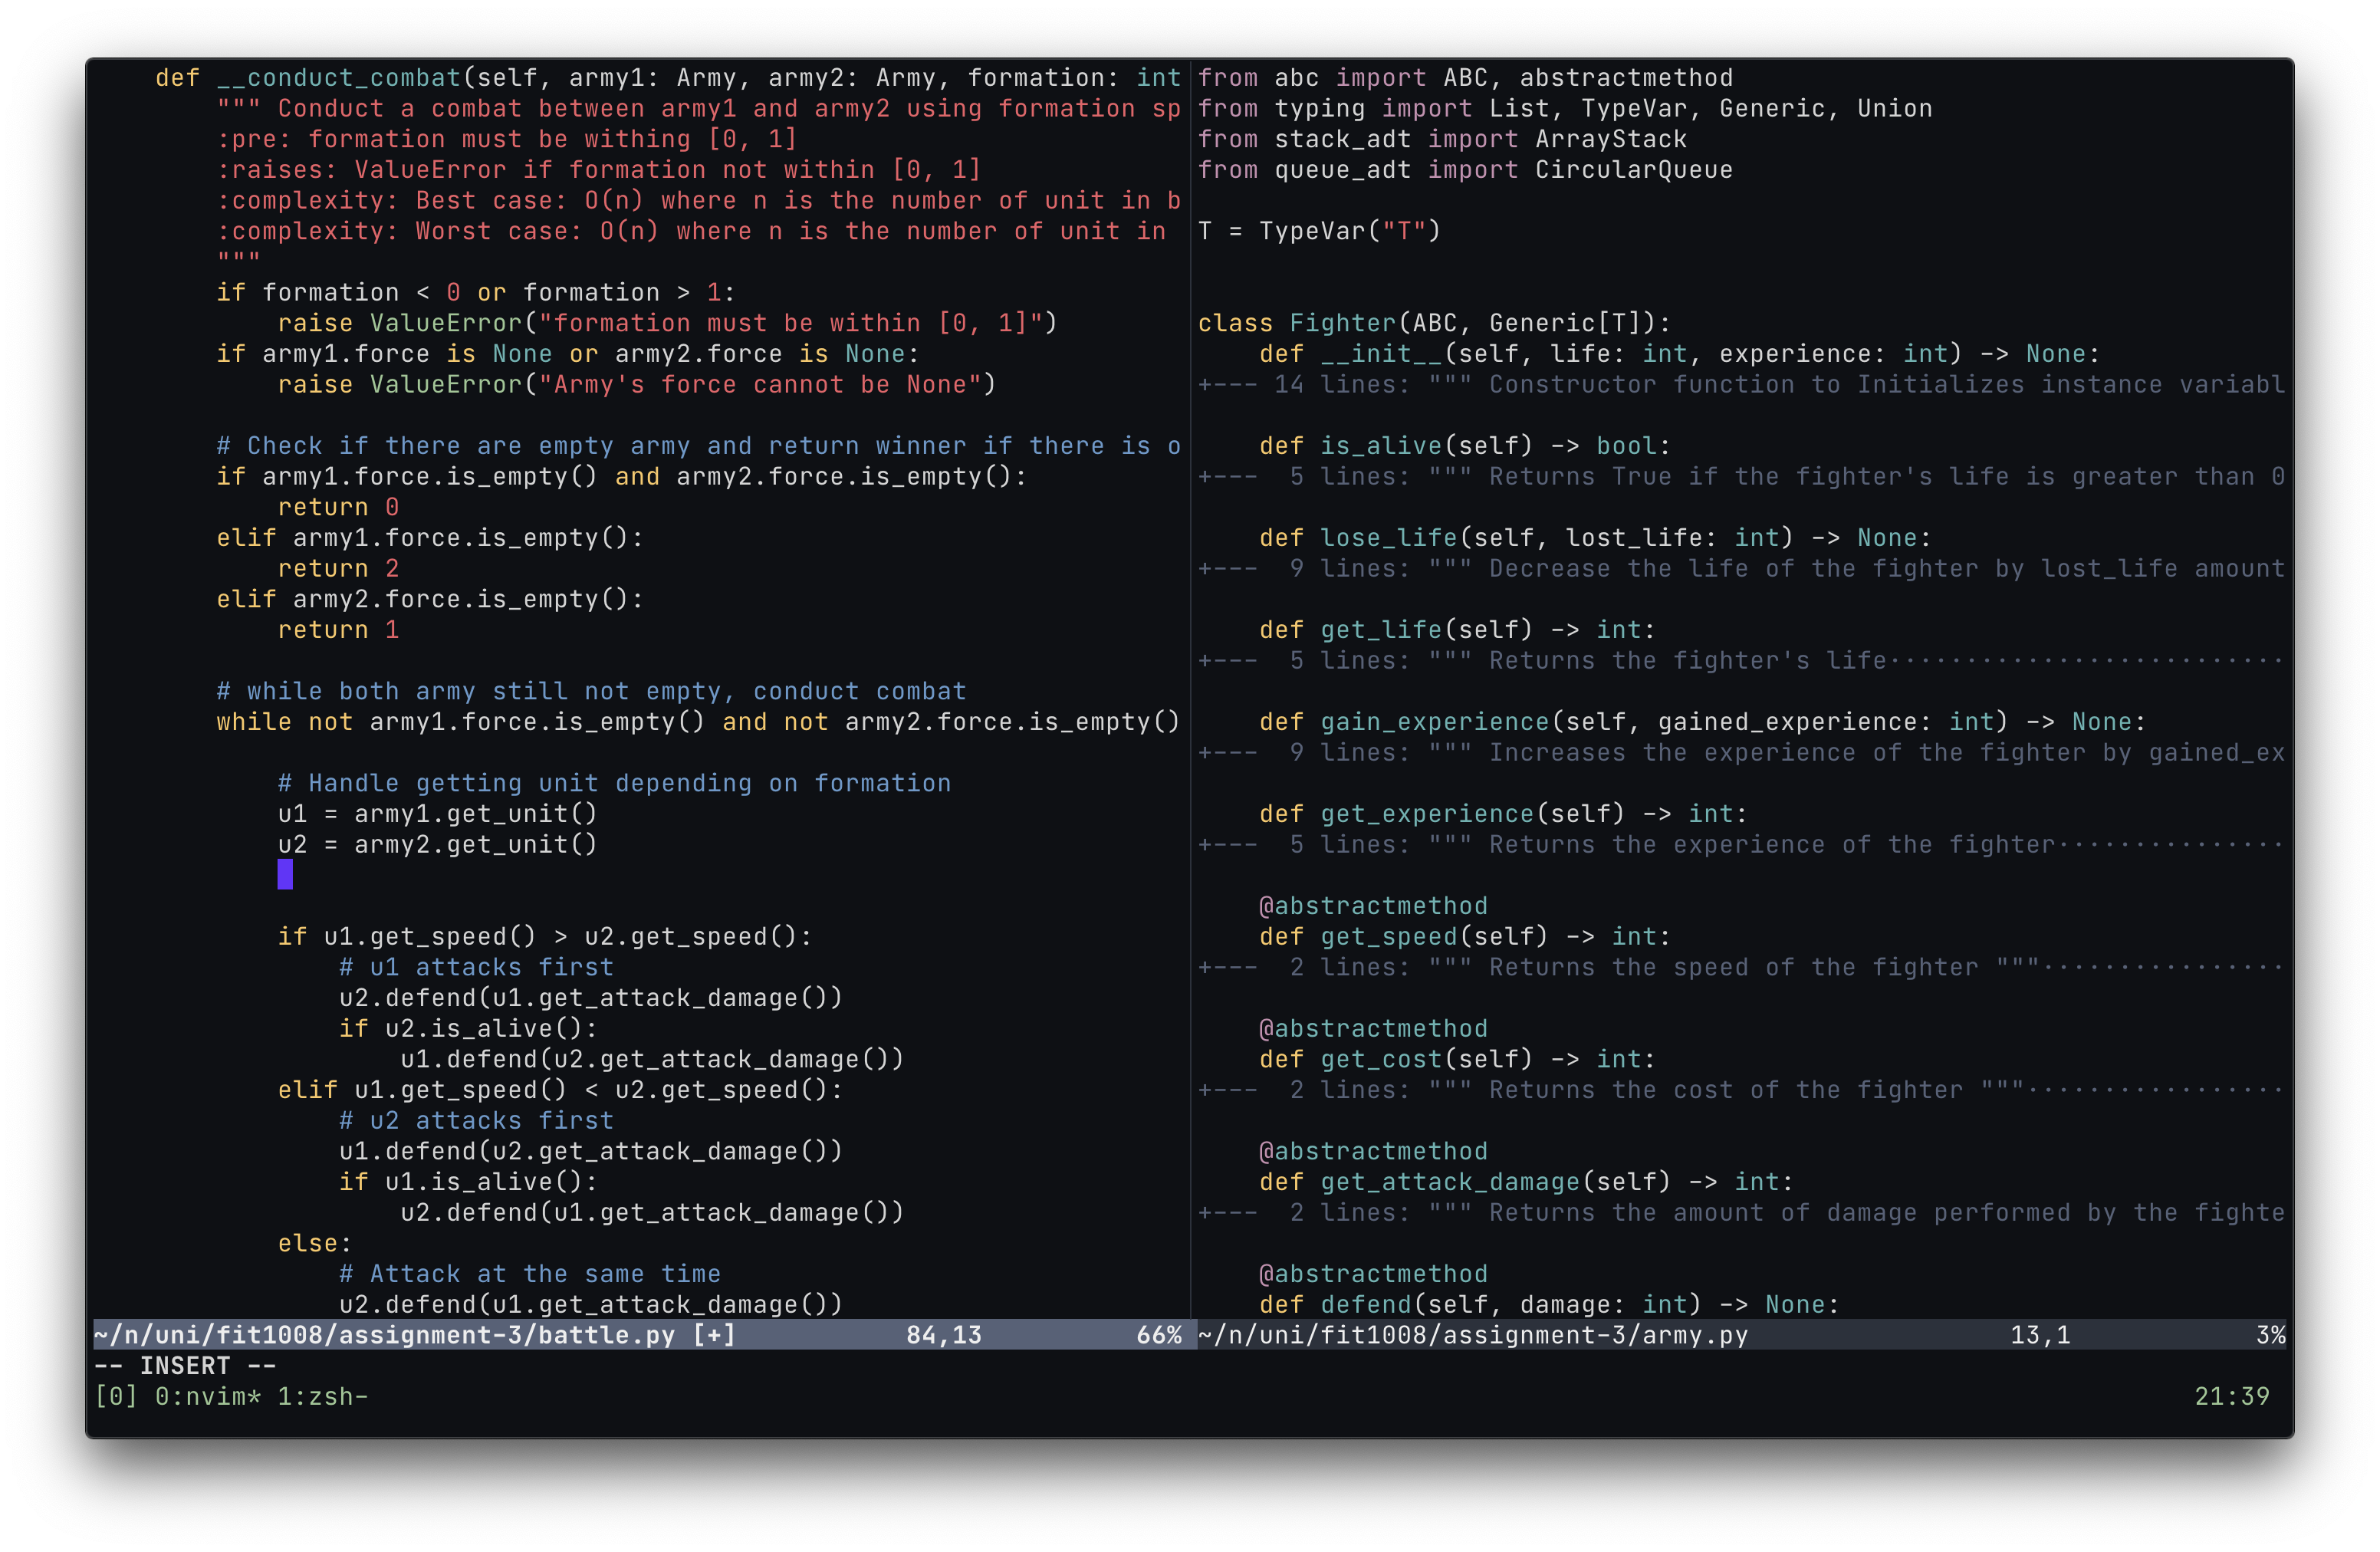 def __conduct_combat(self, army1: Army, army2: Army, formation: int
""" Conduct a combat between army1 and army2 using formation sp
:pre: formation must be withing [0, 1]
:raises: ValueError if formation not within [0, 1]
:complexity: Best case: O(n) where n is the number of unit in b
:complexity: Worst case: O(n) where n is the number of unit in
"""
if formation < 0 or formation > 1:
raise ValueError("formation must be within [0, 1]")
if army1.force is None or army2.force is None:
raise ValueError("Army's force cannot be None")
# Check if there are empty army and return winner if there is o
if army1.force.is_empty() and army2.force.is_empty():
return 0
elif army1.force.is_empty():
return 2
elif army2.force.is_empty():
return 1
# while both army still not empty, conduct combat
while not army1.force.is_empty() and not army2.force.is_empty()
# Handle getting unit depending on formation
u1 = army1.get_unit()
u2 = army2.get_unit()
if u1.get_speed() > u2.get_speed():
# u1 attacks first
u2.defend(u1.get_attack_damage())
if u2.is_alive():
u1.defend(u2.get_attack_damage())
elif u1.get_speed() < u2.get_speed():
# u2 attacks first
u1.defend(u2.get_attack_damage())
if u1.is_alive():
u2.defend(u1.get_attack_damage())
else:
# Attack at the same time
u2.defend(u1.get_attack_damage())
~/n/uni/fit1008/assignment-3/battle.py [+] 84,13 66%
from abc import ABC, abstractmethod
from typing import List, TypeVar, Generic, Union
from stack_adt import ArrayStack
from queue_adt import CircularQueue
T = TypeVar("T")
class Fighter(ABC, Generic[T]):
def __init__(self, life: int, experience: int) -> None:
+--- 14 lines: """ Constructor function to Initializes instance variabl
def is_alive(self) -> bool:
+---  5 lines: """ Returns True if the fighter's life is greater than 0
def lose_life(self, lost_life: int) -> None:
+---  9 lines: """ Decrease the life of the fighter by lost_life amount
def get_life(self) -> int:
+---  5 lines: """ Returns the fighter's life··························
def gain_experience(self, gained_experience: int) -> None:
+---  9 lines: """ Increases the experience of the fighter by gained_ex
def get_experience(self) -> int:
+---  5 lines: """ Returns the experience of the fighter···············
@abstractmethod
def get_speed(self) -> int:
+---  2 lines: """ Returns the speed of the fighter """················
@abstractmethod
def get_cost(self) -> int:
+---  2 lines: """ Returns the cost of the fighter """·················
@abstractmethod
def get_attack_damage(self) -> int:
+---  2 lines: """ Returns the amount of damage performed by the fighte
@abstractmethod
def defend(self, damage: int) -> None:
~/n/uni/fit1008/assignment-3/army.py 13,1 3%
-- INSERT --
[0] 0:nvim* 1:zsh- 21:39